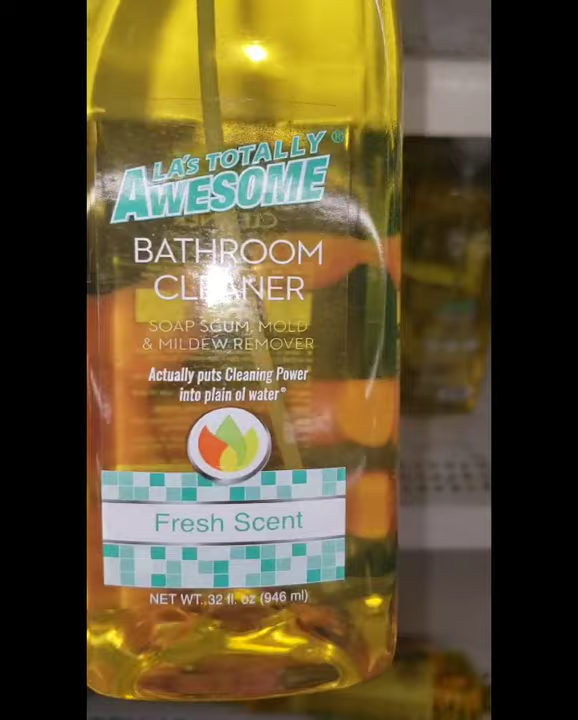 LA'S TOTALLY
AWESOME®
BATHROOM
CLEANER
SOAP SCUM, MOLD
& MILDEW REMOVER
Actually puts Cleaning Power
into plain ol water®
Fresh Scent
NET WT. 32 fl. oz (946 ml)